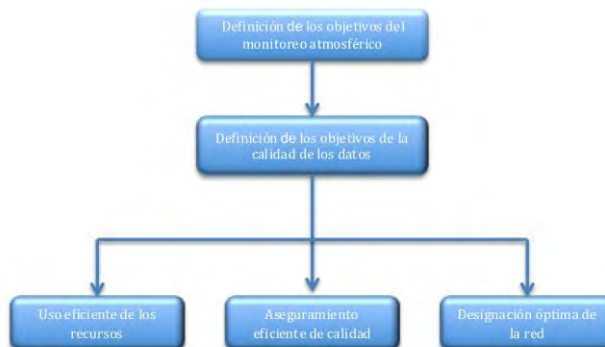 Definición de los objetivos del
monitoreo atmosférico
Definición de los objetivos de la
calidad de los datos
Uso eficiente de los
recursos
Aseguramiento
eficiente de calidad
Designación óptima de
la red